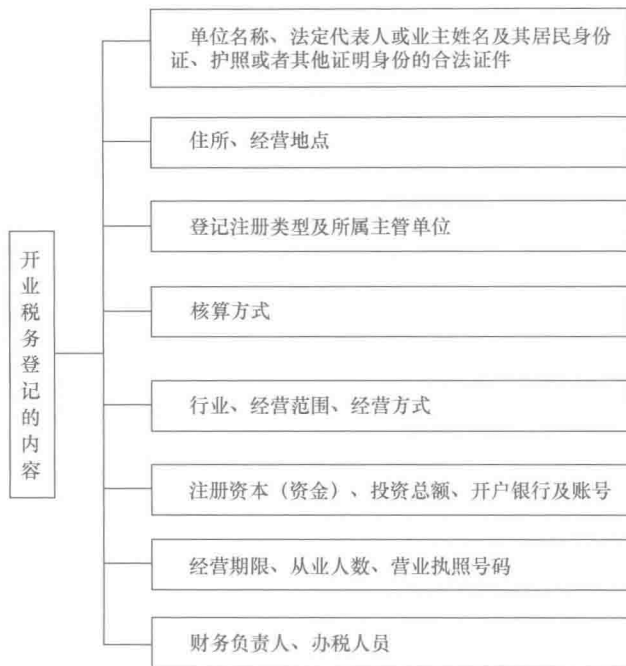 单位名称、法定代表人或业主姓名及其居民身份
证、护照或者其他证明身份的合法证件
住所、经营地点
登记注册类型及所属主管单位
开业税务登记的内容
核算方式
行业、经营范围、经营方式
注册资本（资金）、投资总额、开户银行及账号
经营期限、从业人数、营业执照号码
财务负责人、办税人员